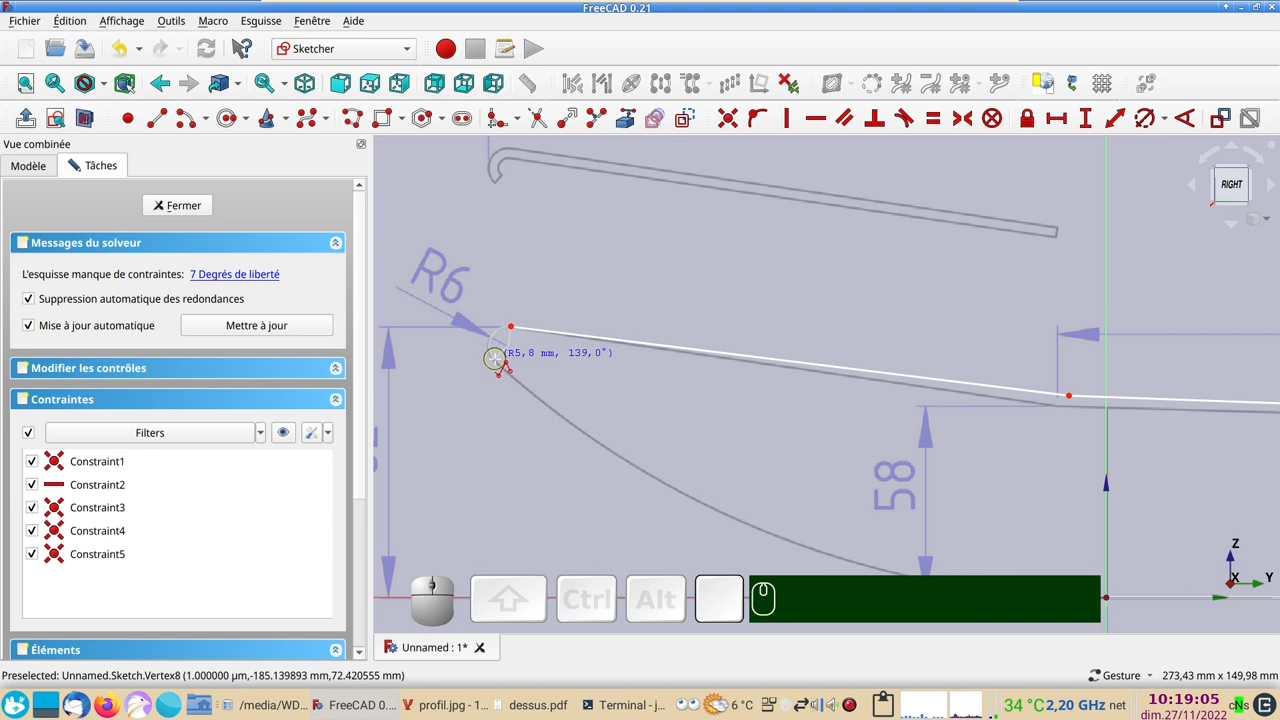 FreeCAD 0.21
Fichier Édition Affichage Outils Macro Esquisse Fenêtre Aide
Sketcher
Vue combinée
Modèle Tâches
Fermer
Messages du solveur
L'esquisse manque de contraintes: 7 Degrés de liberté
Suppression automatique des redondances
Mise à jour automatique Mettre à jour
Modifier les contrôles
Contraintes
Filters
Constraint1
Constraint2
Constraint3
Constraint4
Constraint5
Éléments
RIGHT
R6
(R5,8 mm, 139,0°)
58
Z
X Y
Ctrl Alt
Unnamed : 1*
Preselected: Unnamed.Sketch.Vertex8 (1.000000 µm,-185.139893 mm,72.420555 mm)
Gesture 273,43 mm x 149,98 mm
/media/WD... FreeCAD 0.... profil.jpg - 1... dessus.pdf Terminal - j... 6 °C 34 °C 2,20 GHz net 10:19:05
dim.27/11/2022
cNs